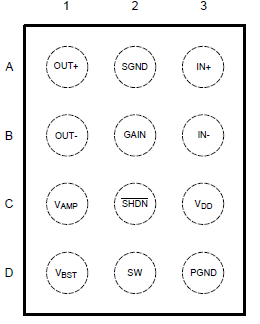 1 2 3
A OUT+ SGND IN+
B OUT- GAIN IN-
C VAMP SHDN VDD
D VBST SW PGND